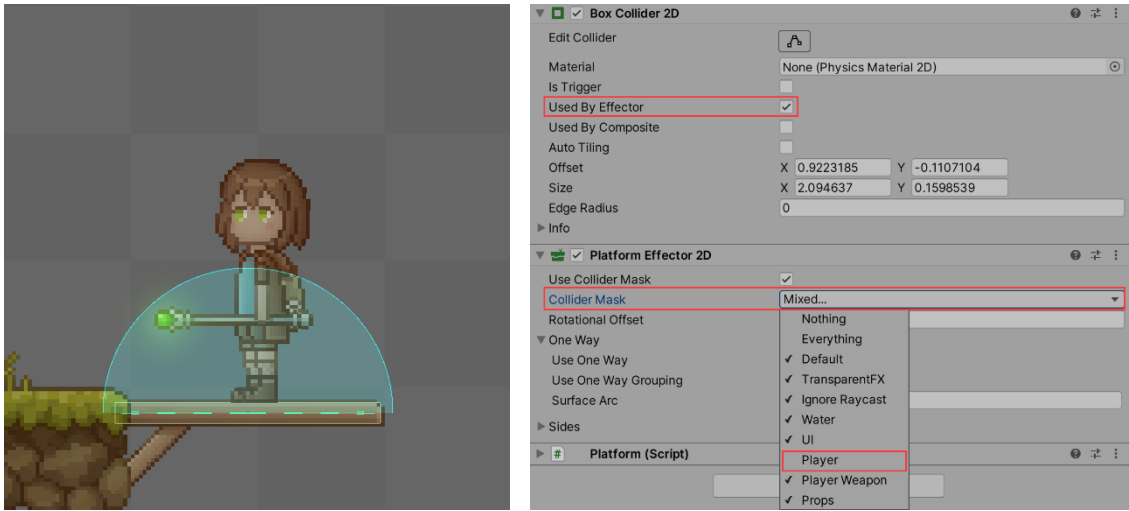 Box Collider 2D
Edit Collider
Material None (Physics Material 2D)
Is Trigger
Used By Effector
Used By Composite
Auto Tiling
Offset X 0.9223185 Y -0.1107104
Size X 2.094637 Y 0.1598539
Edge Radius 0
Info
Platform Effector 2D
Use Collider Mask
Collider Mask Mixed...
Rotational Offset Nothing
One Way Everything
Use One Way Default
Use One Way Grouping TransparentFX
Surface Arc Ignore Raycast
Water
Sides UI
Platform (Script) Player
Player Weapon
Props